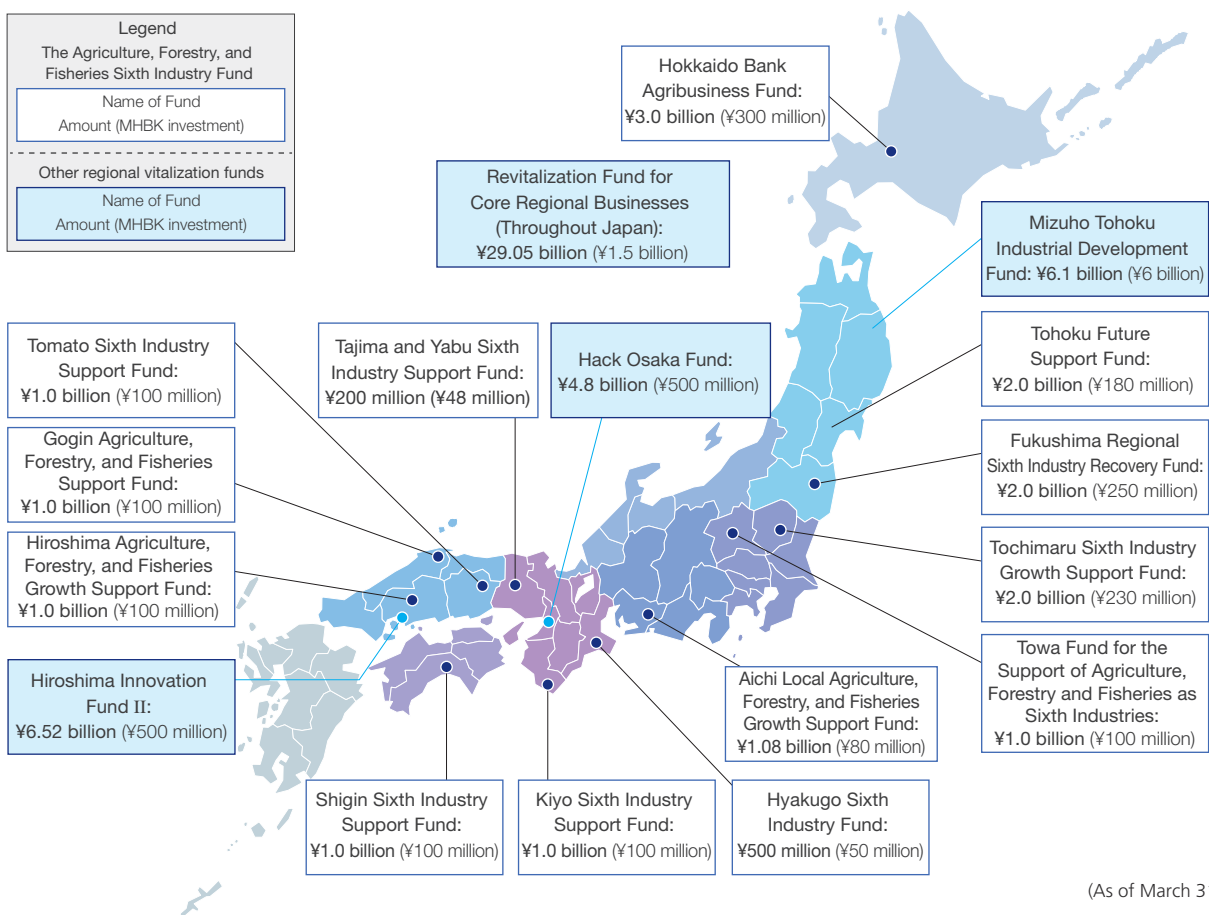 Legend
The Agriculture, Forestry, and
Fisheries Sixth Industry Fund
Name of Fund
Amount (MHBK investment)
Other regional vitalization funds
Name of Fund
Amount (MHBK investment)
Hokkaido Bank
Agribusiness Fund:
¥3.0 billion (¥300 million)
Revitalization Fund for
Core Regional Businesses
(Throughout Japan):
¥29.05 billion (¥1.5 billion)
Mizuho Tohoku
Industrial Development
Fund: ¥6.1 billion (¥6 billion)
Tomato Sixth Industry
Support Fund:
¥1.0 billion (¥100 million)
Tajima and Yabu Sixth
Industry Support Fund:
¥200 million (¥48 million)
Hack Osaka Fund:
¥4.8 billion (¥500 million)
Tohoku Future
Support Fund:
¥2.0 billion (¥180 million)
Gogin Agriculture,
Forestry, and Fisheries
Support Fund:
¥1.0 billion (¥100 million)
Fukushima Regional
Sixth Industry Recovery Fund:
¥2.0 billion (¥250 million)
Hiroshima Agriculture,
Forestry, and Fisheries
Growth Support Fund:
¥1.0 billion (¥100 million)
Tochimaru Sixth Industry
Growth Support Fund:
¥2.0 billion (¥230 million)
Hiroshima Innovation
Fund II:
¥6.52 billion (¥500 million)
Aichi Local Agriculture,
Forestry, and Fisheries
Growth Support Fund:
¥1.08 billion (¥80 million)
Towa Fund for the
Support of Agriculture,
Forestry and Fisheries as
Sixth Industries:
¥1.0 billion (¥100 million)
Shigin Sixth Industry
Support Fund:
¥1.0 billion (¥100 million)
Kiyo Sixth Industry
Support Fund:
¥1.0 billion (¥100 million)
Hyakugo Sixth
Industry Fund:
¥500 million (¥50 million)
(As of March 3